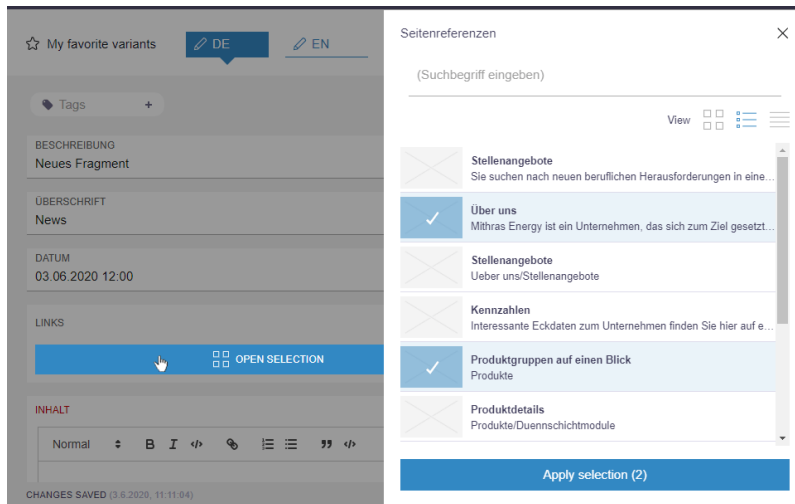 My favorite variants
DE
EN
Tags
+
BESCHREIBUNG
Neues Fragment
ÜBERSCHRIFT
News
DATUM
03.06.2020 12:00
LINKS
OPEN SELECTION
INHALT
Normal
B I
CHANGES SAVED (3.6.2020, 11:11:04)
Seitenreferenzen
(Suchbegriff eingeben)
View
Stellenangebote
Sie suchen nach neuen beruflichen Herausforderungen in eine...
Über uns
Mithras Energy ist ein Unternehmen, das sich zum Ziel gesetzt...
Stellenangebote
Ueber uns/Stellenangebote
Kennzahlen
Interessante Eckdaten zum Unternehmen finden Sie hier auf e...
Produktgruppen auf einen Blick
Produkte
Produktdetails
Produkte/Duennschichtmodule
Apply selection (2)